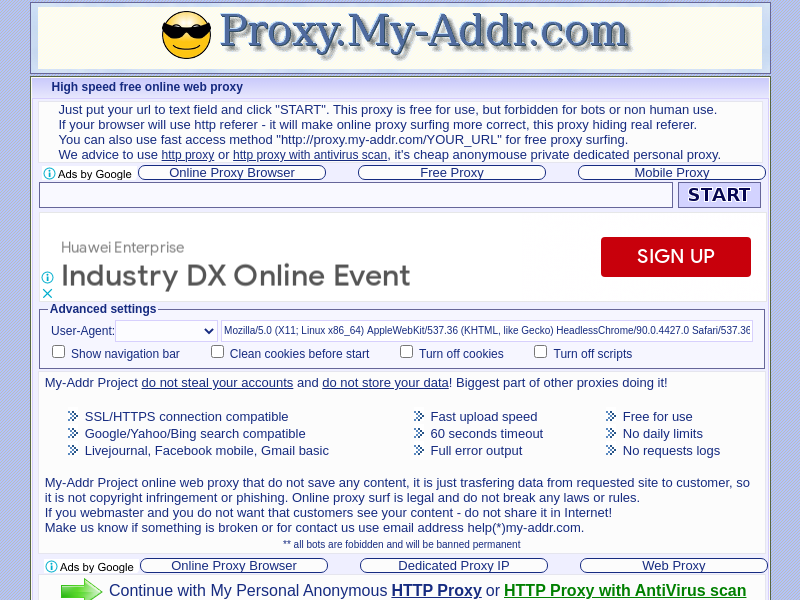 Proxy.My-Addr.com
High speed free online web proxy
Just put your url to text field and click "START". This proxy is free for use, but forbidden for bots or non human use.
If your browser will use http referer - it will make online proxy surfing more correct, this proxy hiding real referer.
You can also use fast access method "http://proxy.my-addr.com/YOUR_URL" for free proxy surfing.
We advice to use http proxy or http proxy with antivirus scan, it's cheap anonymouse private dedicated personal proxy.
Ads by Google Online Proxy Browser Free Proxy Mobile Proxy
START
Huawei Enterprise
Industry DX Online Event
SIGN UP
Advanced settings
User-Agent: Mozilla/5.0 (X11; Linux x86_64) AppleWebKit/537.36 (KHTML, like Gecko) HeadlessChrome/90.0.4427.0 Safari/537.36
Show navigation bar Clean cookies before start Turn off cookies Turn off scripts
My-Addr Project do not steal your accounts and do not store your data! Biggest part of other proxies doing it!
SSL/HTTPS connection compatible Fast upload speed Free for use
Google/Yahoo/Bing search compatible 60 seconds timeout No daily limits
Livejournal, Facebook mobile, Gmail basic Full error output No requests logs
My-Addr Project online web proxy that do not save any content, it is just trasfering data from requested site to customer, so
it is not copyright infringement or phishing. Online proxy surf is legal and do not break any laws or rules.
If you webmaster and you do not want that customers see your content - do not share it in Internet!
Make us know if something is broken or for contact us use email address help(*)my-addr.com.
** all bots are fobidden and will be banned permanent
Ads by Google Online Proxy Browser Dedicated Proxy IP Web Proxy
Continue with My Personal Anonymous HTTP Proxy or HTTP Proxy with AntiVirus scan